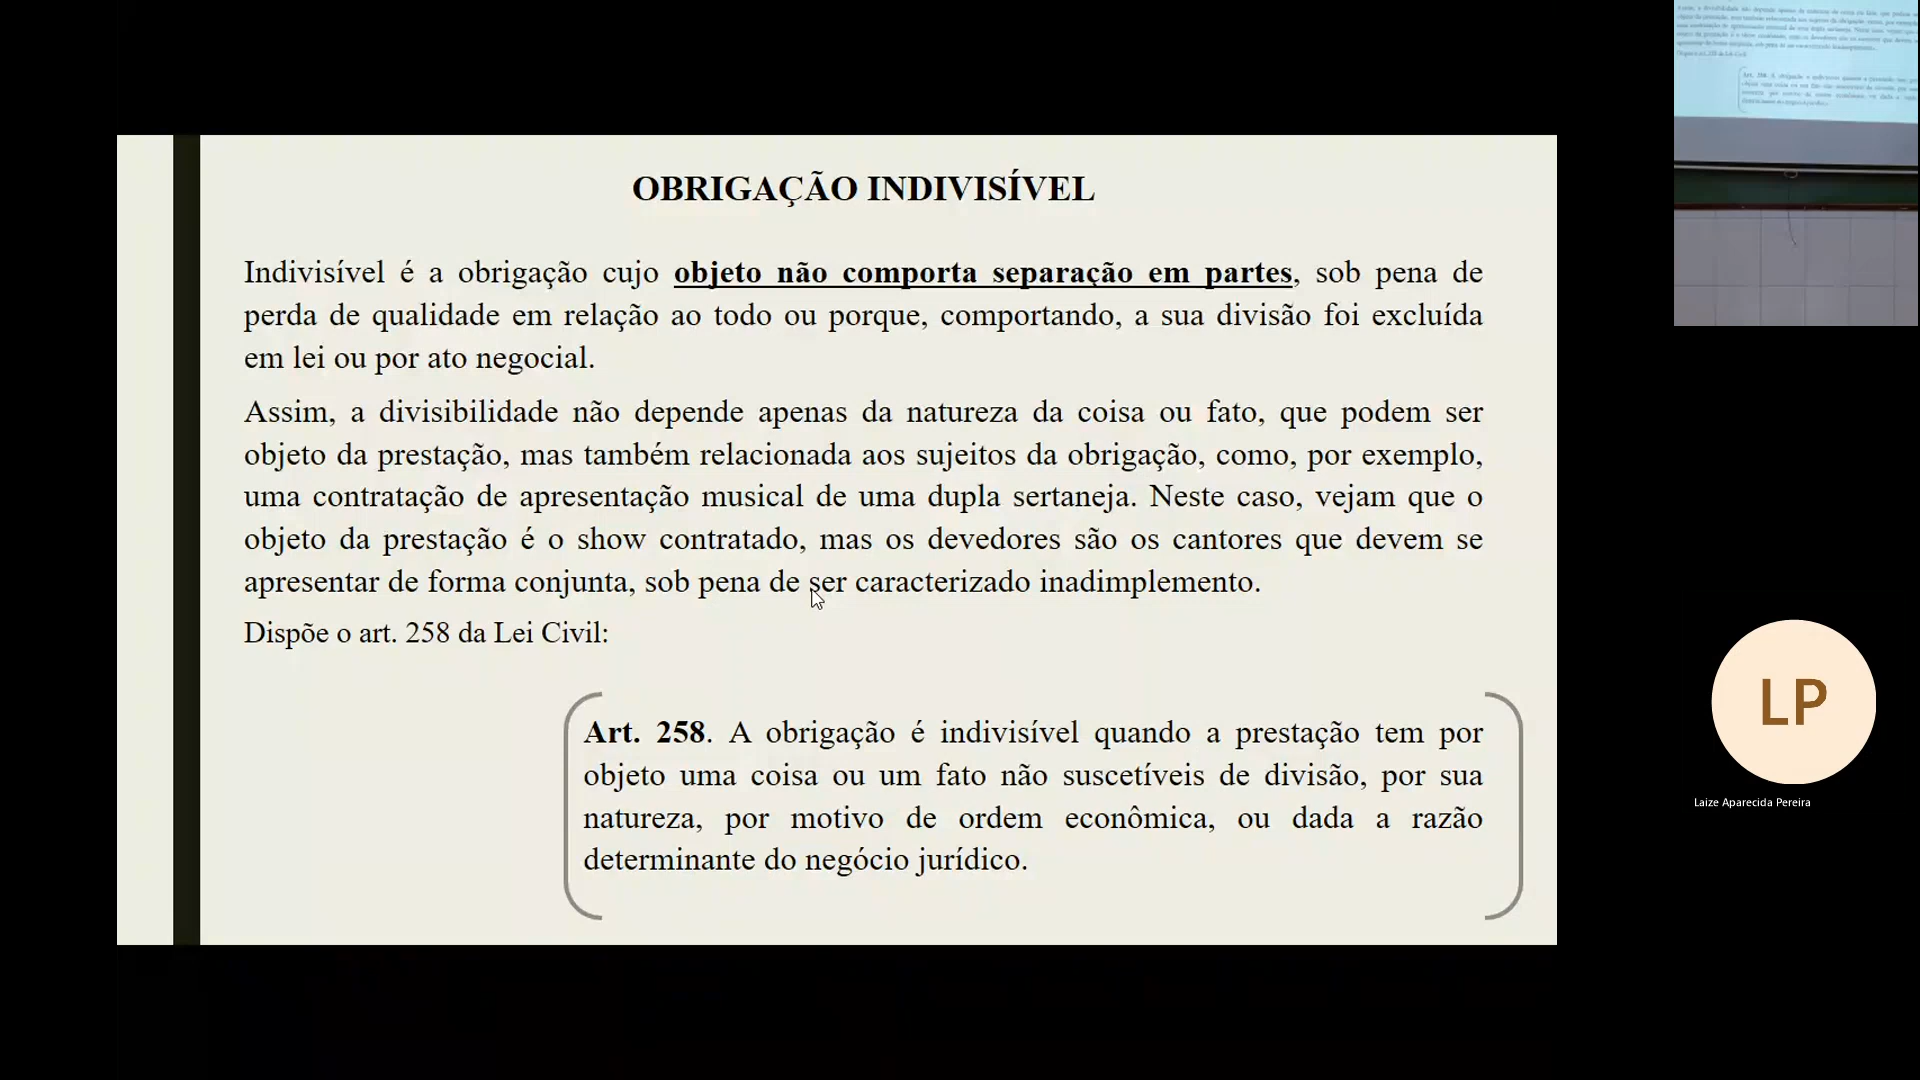 OBRIGAÇÃO INDIVISÍVEL
Indivisível é a obrigação cujo objeto não comporta separação em partes, sob pena de
perda de qualidade em relação ao todo ou porque, comportando, a sua divisão foi excluída
em lei ou por ato negocial.
Assim, a divisibilidade não depende apenas da natureza da coisa ou fato, que podem ser
objeto da prestação, mas também relacionada aos sujeitos da obrigação, como, por exemplo,
uma contratação de apresentação musical de uma dupla sertaneja. Neste caso, vejam que o
objeto da prestação é o show contratado, mas os devedores são os cantores que devem se
apresentar de forma conjunta, sob pena de ser caracterizado inadimplemento.
Dispõe o art. 258 da Lei Civil:
Art. 258. A obrigação é indivisível quando a prestação tem por
objeto uma coisa ou um fato não suscetíveis de divisão, por sua
natureza, por motivo de ordem econômica, ou dada a razão
determinante do negócio jurídico.
LP
Laize Aparecida Pereira